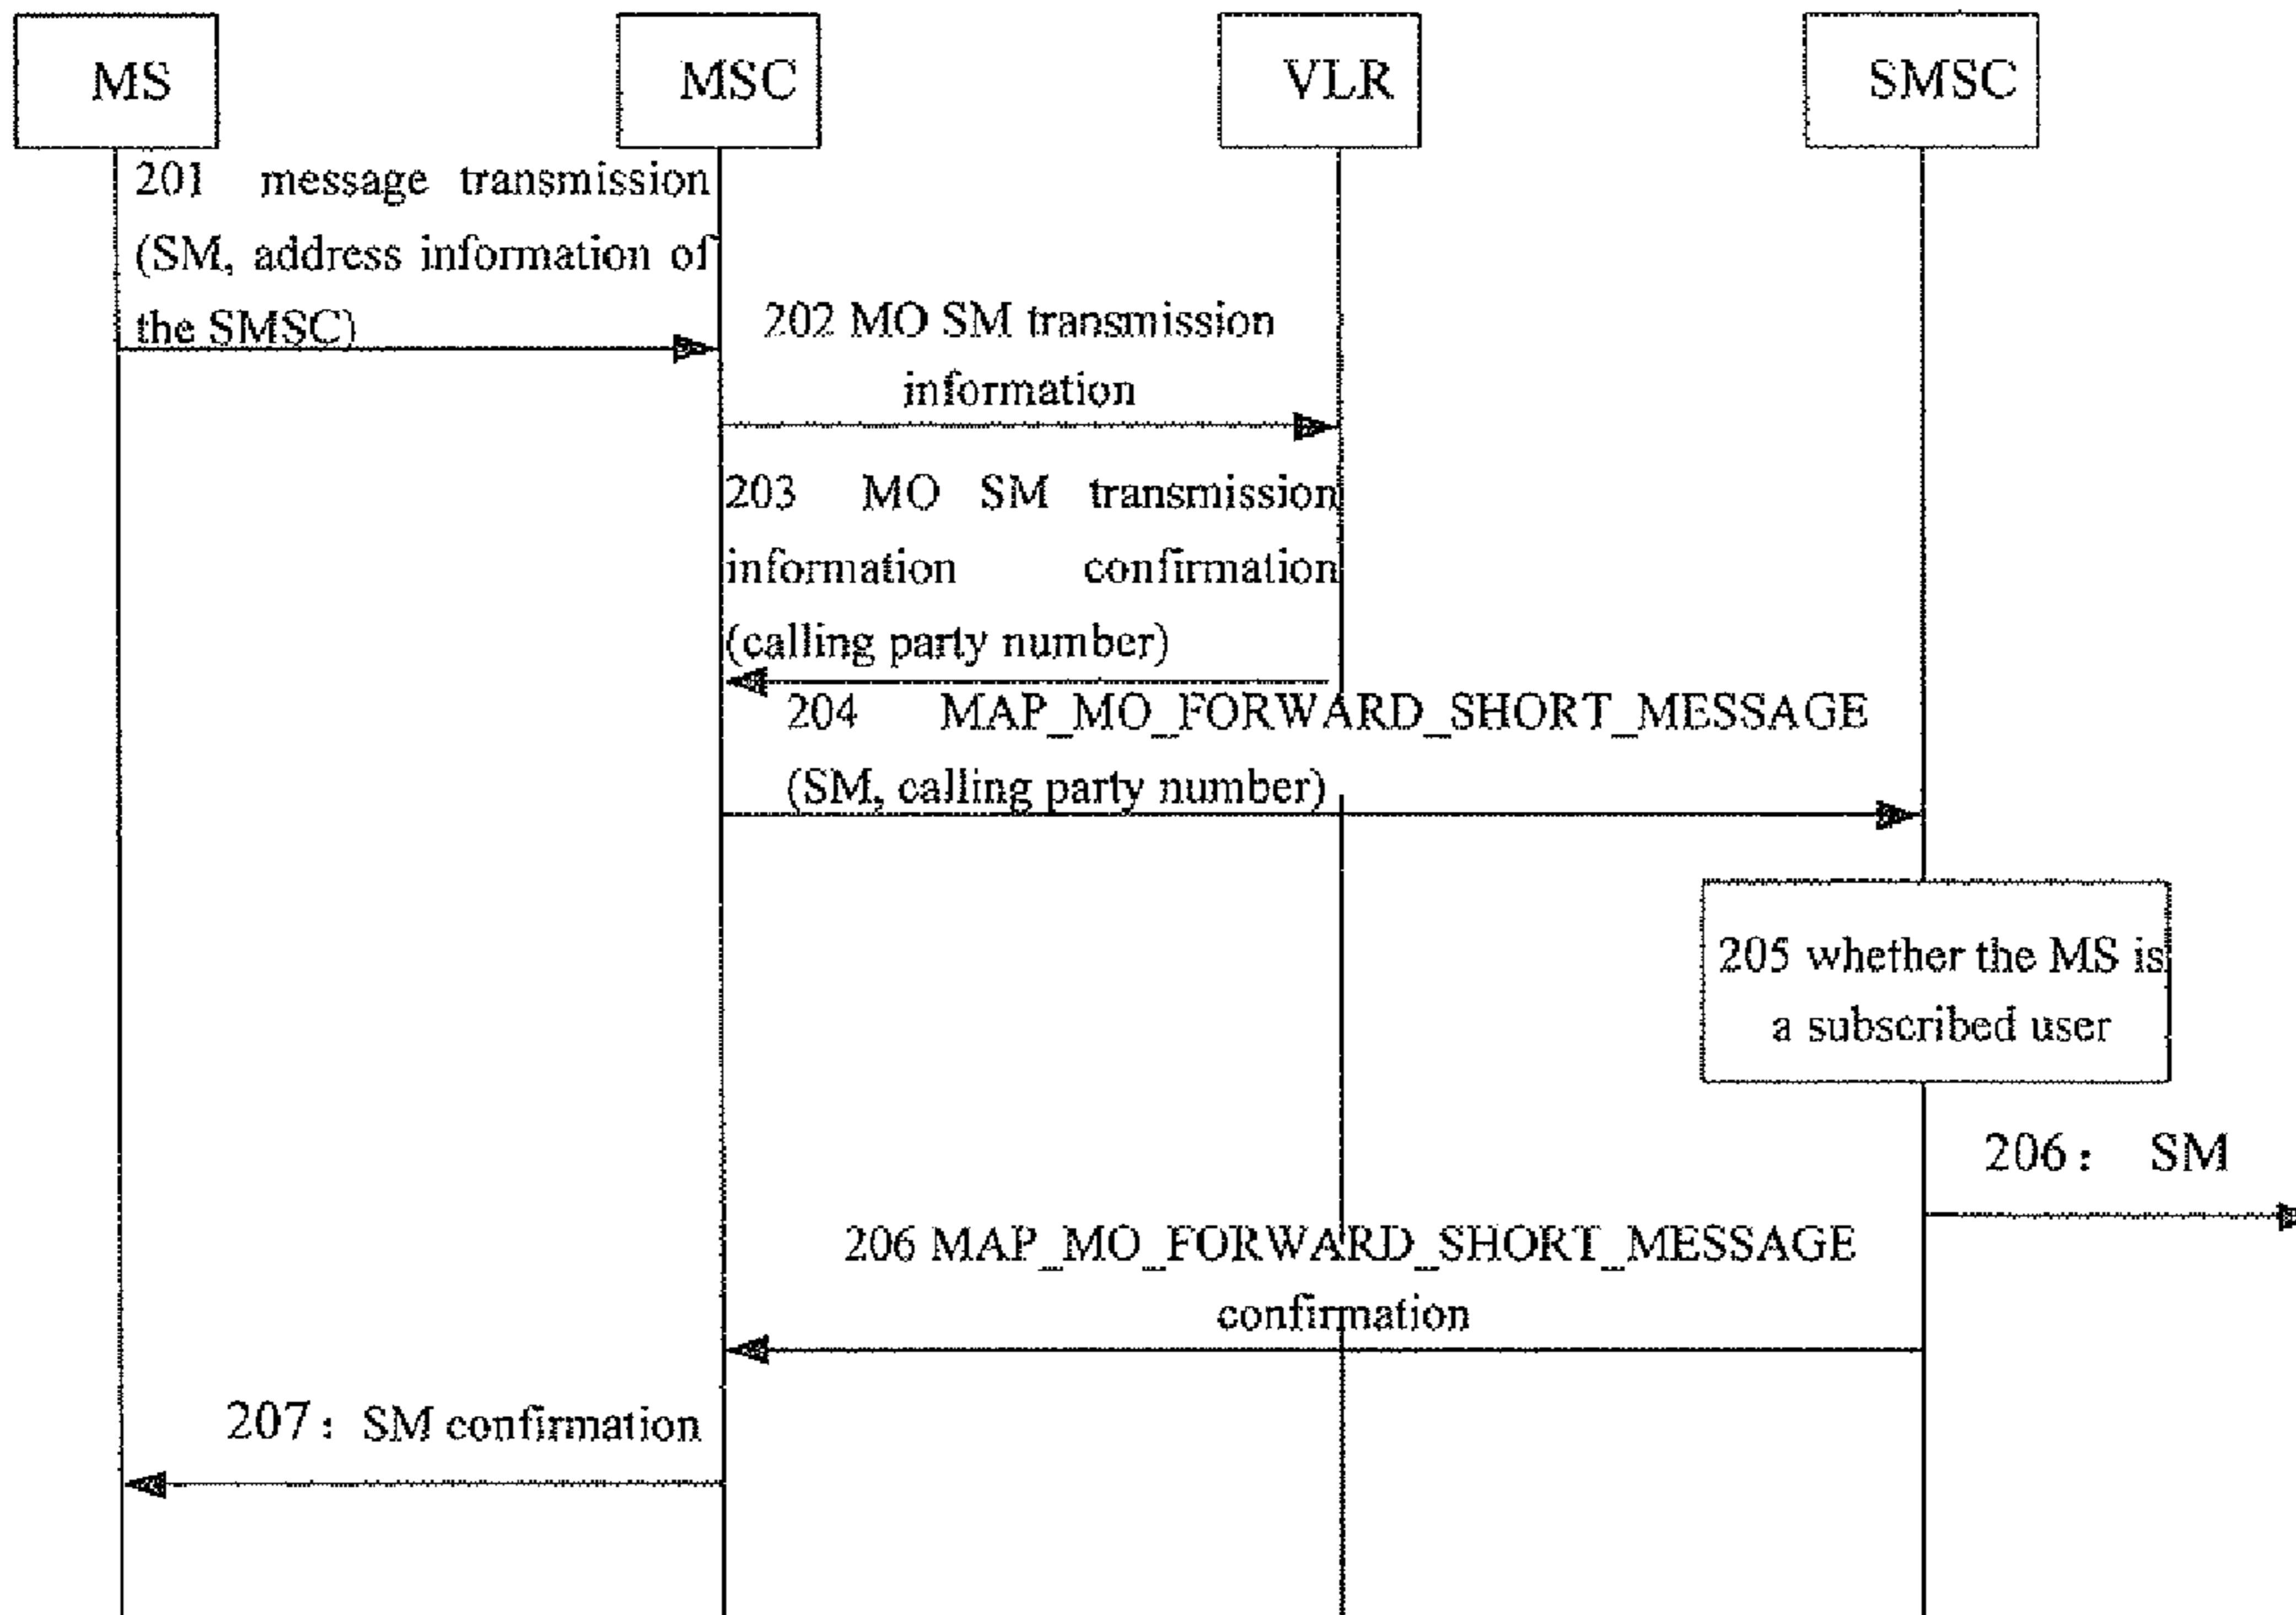 MS
MSC
VLR
SMSC
201 message transmission
(SM, address information of
the SMSC)
202 MO SM transmission
information
203 MO SM transmission
information confirmation
(calling party number)
204 MAP_MO_FORWARD_SHORT_MESSAGE
(SM, calling party number)
205 whether the MS is
a subscribed user
206: SM
206 MAP_MO_FORWARD_SHORT_MESSAGE
confirmation
207: SM confirmation